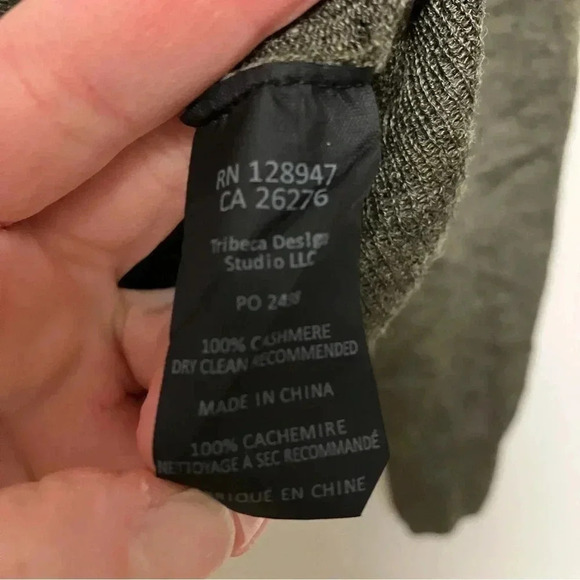 RN 128947
CA 26276
Tribeca Design
Studio LLC
PO
100% CASHMERE
DRY CLEAN RECOMMENDED
MADE IN CHINA
100% CACHEMIRE
NETTOYAGE À SEC RECOMMANDÉ
EN CHINE